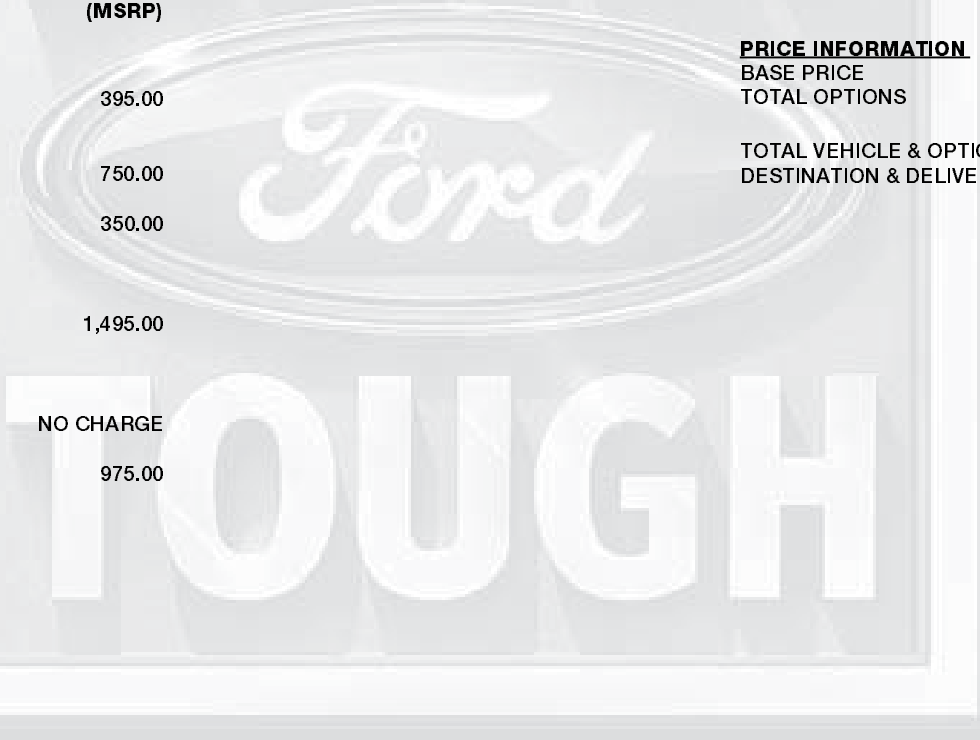 (MSRP)
395.00
750.00
350.00
1,495.00
NO CHARGE
975.00
PRICE INFORMATION
BASE PRICE
TOTAL OPTIONS
TOTAL VEHICLE & OPTIO
DESTINATION & DELIVE
Ford
TOUGH